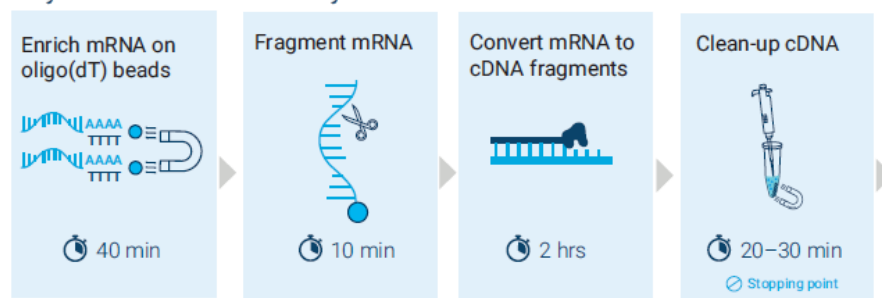 Enrich mRNA on
oligo(dT) beads
AAAA
TTTT
AAAA
TTTT
40 min
Fragment mRNA
10 min
Convert mRNA to
cDNA fragments
2 hrs
Clean-up cDNA
20–30 min
Stopping point